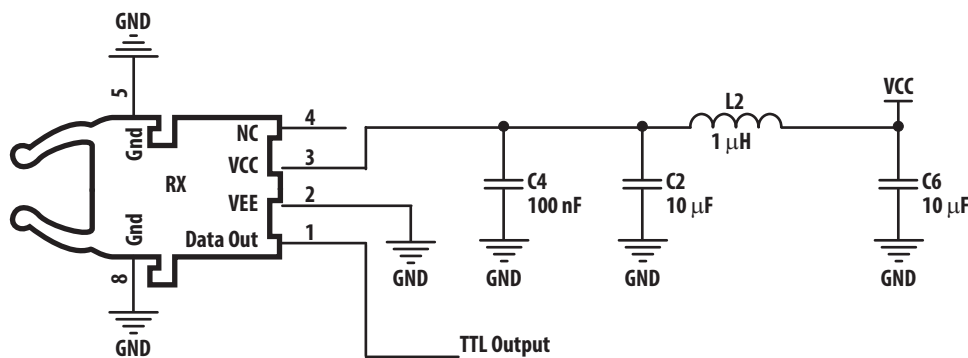 GND
5
Gnd
RX
NC
4
VCC
3
VEE
2
Data Out
1
Gnd
8
GND
GND
TTL Output
C4
100 nF
GND
C2
10 μF
GND
L2
1 μH
VCC
C6
10 μF
GND